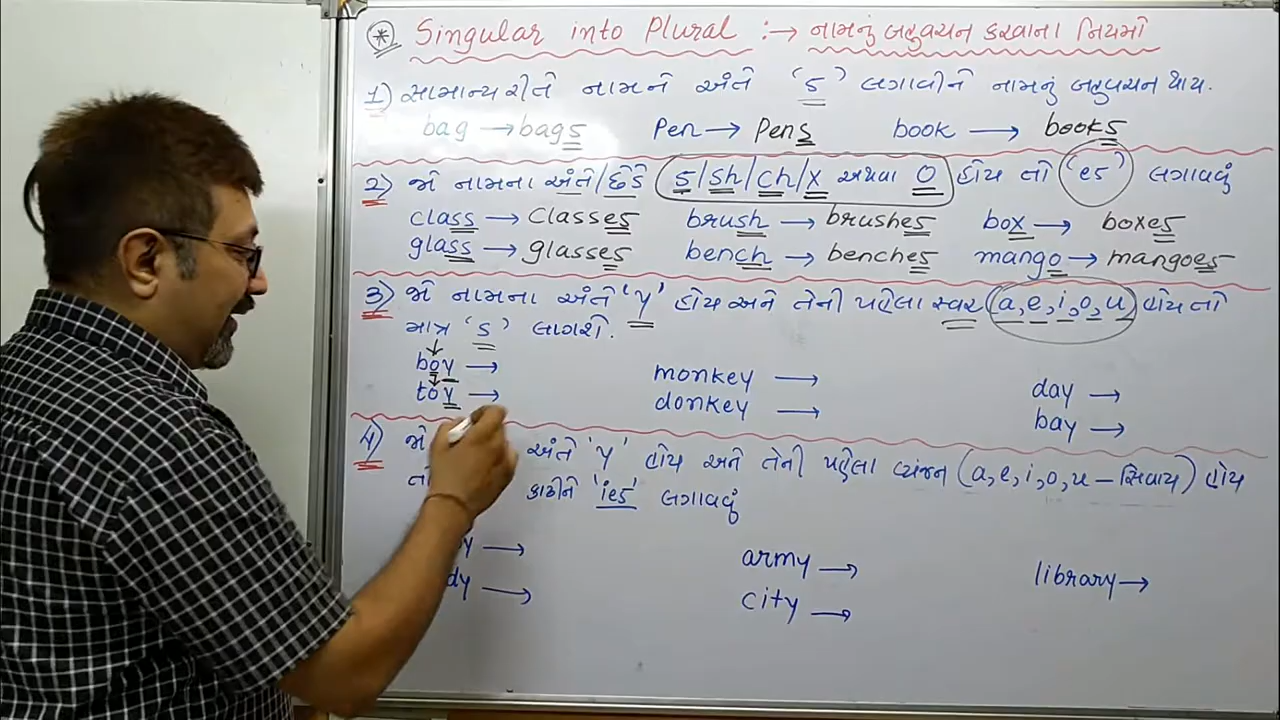 * Singular into Plural :→ નામનું બહુવચન કરવાના નિયમો
1) સામાન્ય રીતે નામને અંતે 's' લગાવીને નામનું બહુવચન થાય.
bag → bags pen → pens book → books
2) જો નામના અંતે/છેડે s/sh/ch/x અથવા o હોય તો 'es' લગાવવું
class → classes brush → brushes box → boxes
glass → glasses bench → benches mango → mangoes
3) જો નામના અંતે 'y' હોય અને તેની પહેલા સ્વર (a,e,i,o,u) હોય તો
માત્ર 's' લાગશે.
boy → monkey → day →
toy → donkey → bay →
4) જો અંતે 'y' હોય અને તેની પહેલા વ્યંજન (a,e,i,o,u – સિવાય) હોય
તો કાઢીને 'ies' લગાવવું
y → army → library →
dy → city →